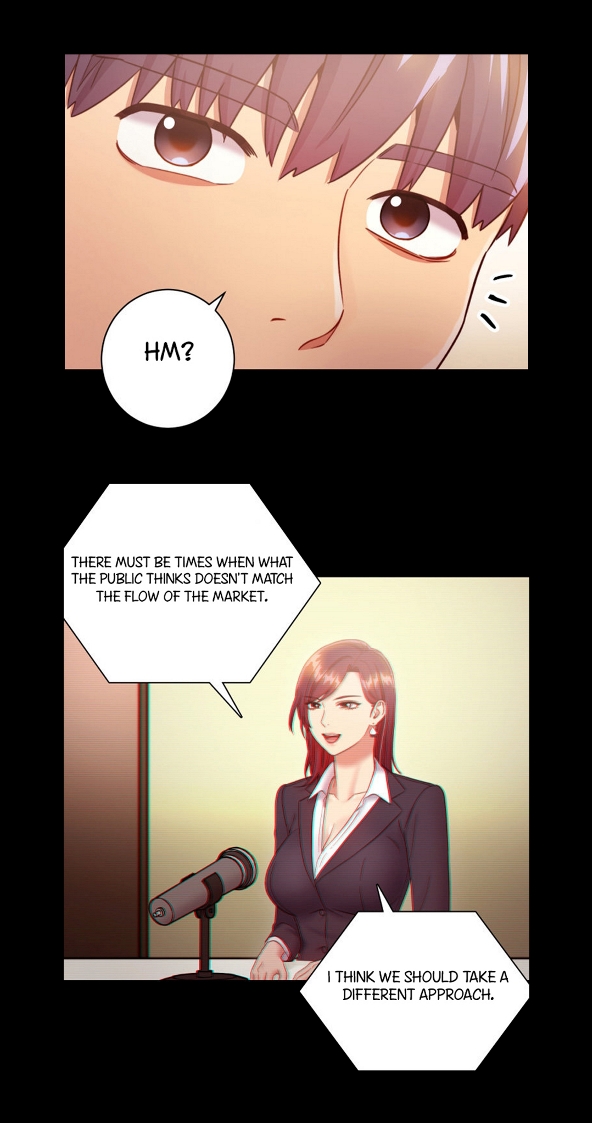 HM?
THERE MUST BE TIMES WHEN WHAT
THE PUBLIC THINKS DOESN'T MATCH
THE FLOW OF THE MARKET.
I THINK WE SHOULD TAKE A
DIFFERENT APPROACH.